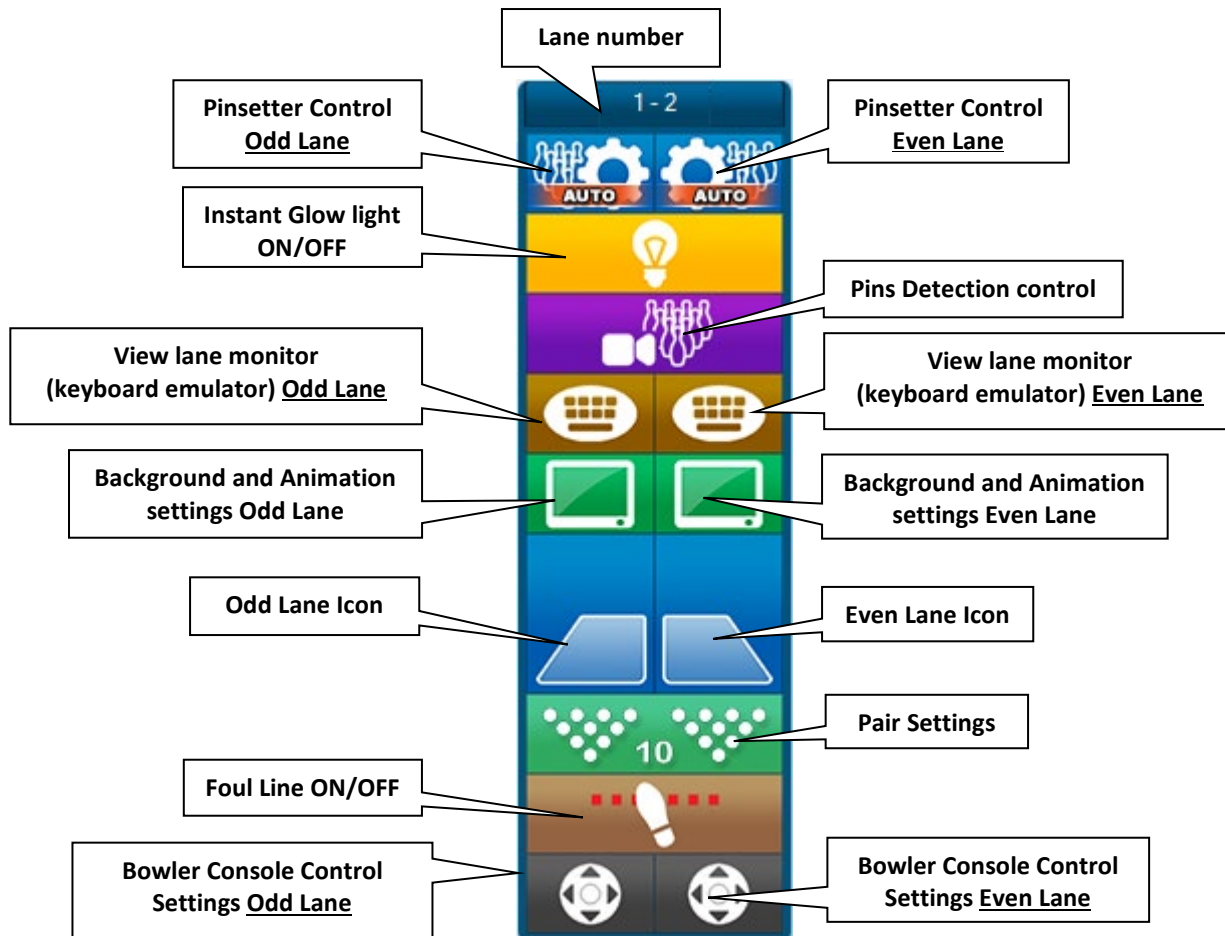 Lane number
1 - 2
Pinsetter Control
Odd Lane
Pinsetter Control
Even Lane
AUTO
AUTO
Instant Glow light
ON/OFF
Pins Detection control
View lane monitor
(keyboard emulator) Odd Lane
View lane monitor
(keyboard emulator) Even Lane
Background and Animation
settings Odd Lane
Background and Animation
settings Even Lane
Odd Lane Icon
Even Lane Icon
Pair Settings
10
Foul Line ON/OFF
Bowler Console Control
Settings Odd Lane
Bowler Console Control
Settings Even Lane